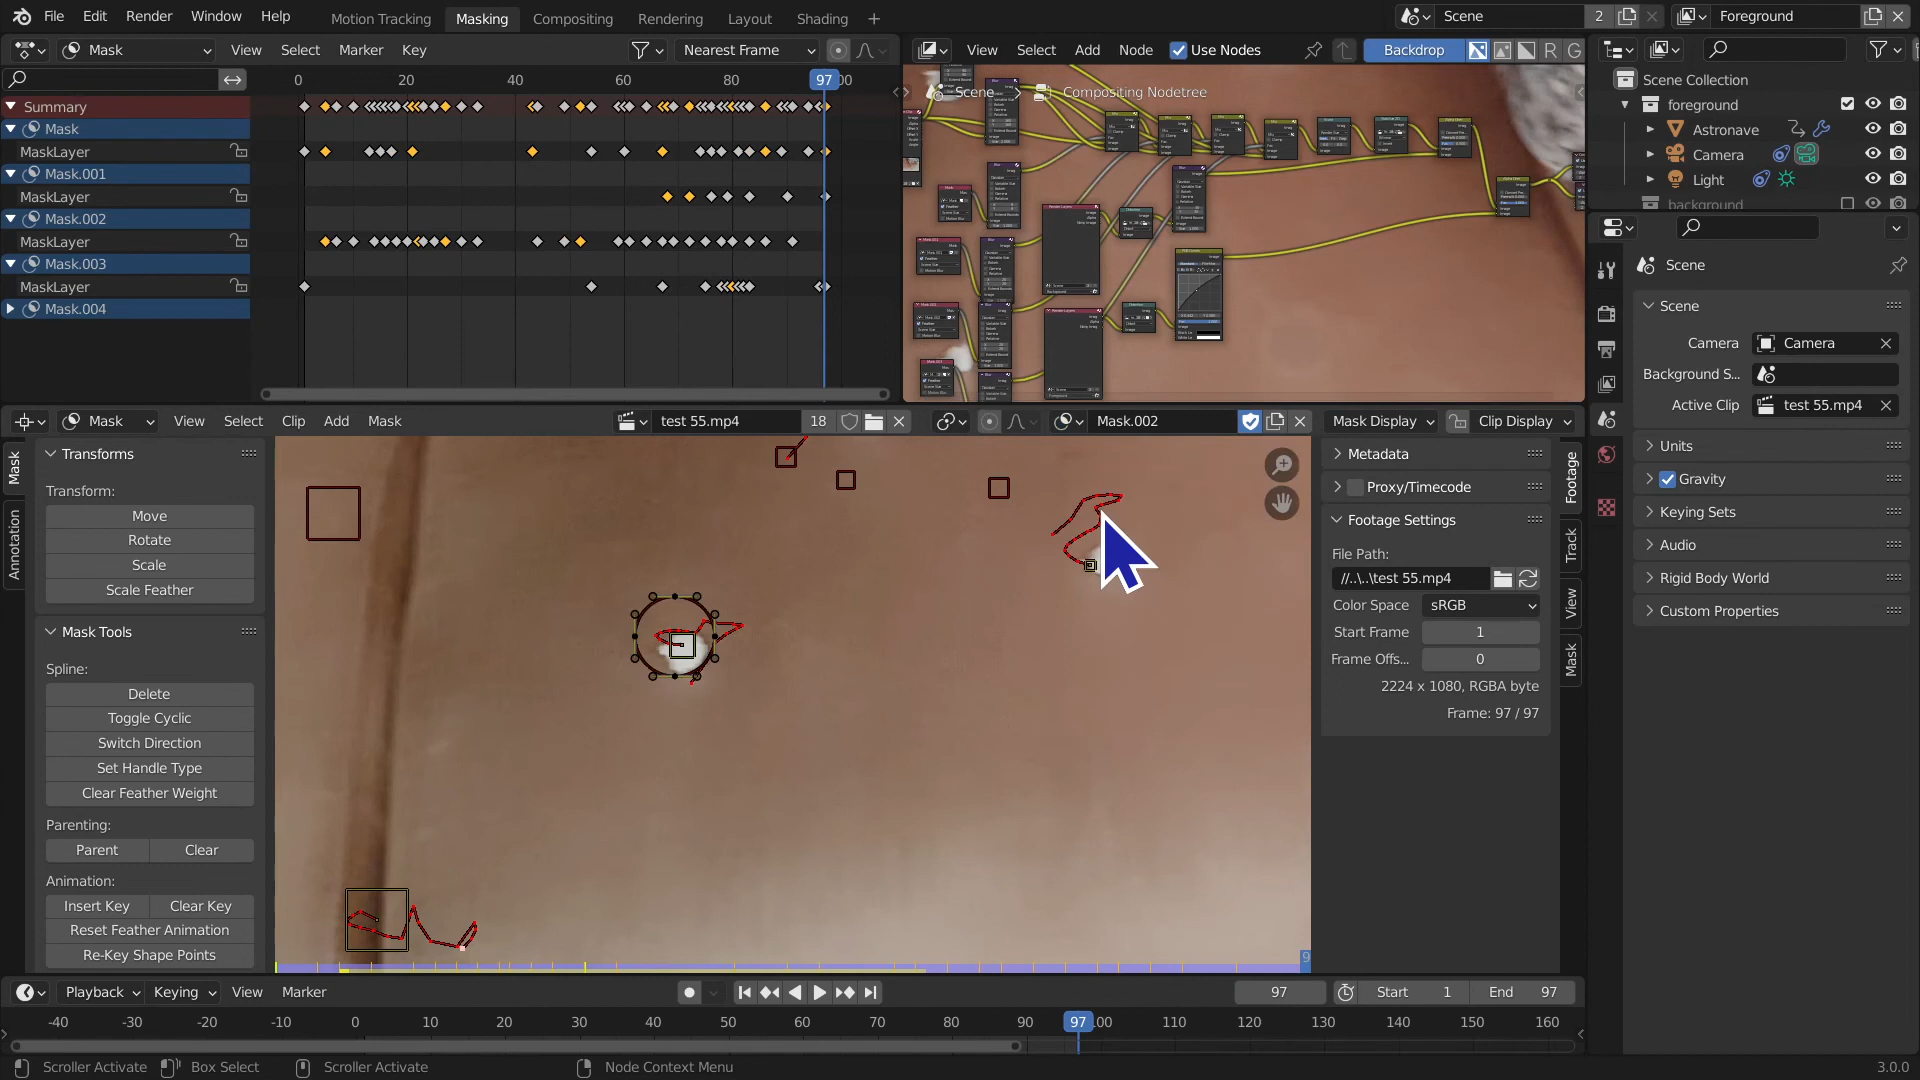 File Edit Render Window Help Motion Tracking Masking Compositing Rendering Layout Shading + Scene 2 Foreground
Mask View Select Marker Key Nearest Frame View Select Add Node Use Nodes Backdrop R G
0 20 40 60 80 97 00
Scene Compositing Nodetree
Summary
Mask
MaskLayer
Mask.001
MaskLayer
Mask.002
MaskLayer
Mask.003
MaskLayer
Mask.004
Scene Collection
foreground
Astronave
Camera
Light
background
Scene
Scene
Camera Camera
Background S...
Active Clip test 55.mp4
Units
Gravity
Keying Sets
Audio
Rigid Body World
Custom Properties
Mask View Select Clip Add Mask test 55.mp4 18 Mask.002 Mask Display Clip Display
Mask
Annotation
Transforms
Transform:
Move
Rotate
Scale
Scale Feather
Mask Tools
Spline:
Delete
Toggle Cyclic
Switch Direction
Set Handle Type
Clear Feather Weight
Parenting:
Parent Clear
Animation:
Insert Key Clear Key
Reset Feather Animation
Re-Key Shape Points
Metadata
Proxy/Timecode
Footage Settings
File Path:
//..\..\test 55.mp4
Color Space sRGB
Start Frame 1
Frame Offs... 0
2224 x 1080, RGBA byte
Frame: 97 / 97
Footage
Track
View
Mask
9
Playback Keying View Marker 97 Start 1 End 97
-40 -30 -20 -10 0 10 20 30 40 50 60 70 80 90 97 00 110 120 130 140 150 160
Scroller Activate Box Select Scroller Activate Node Context Menu 3.0.0